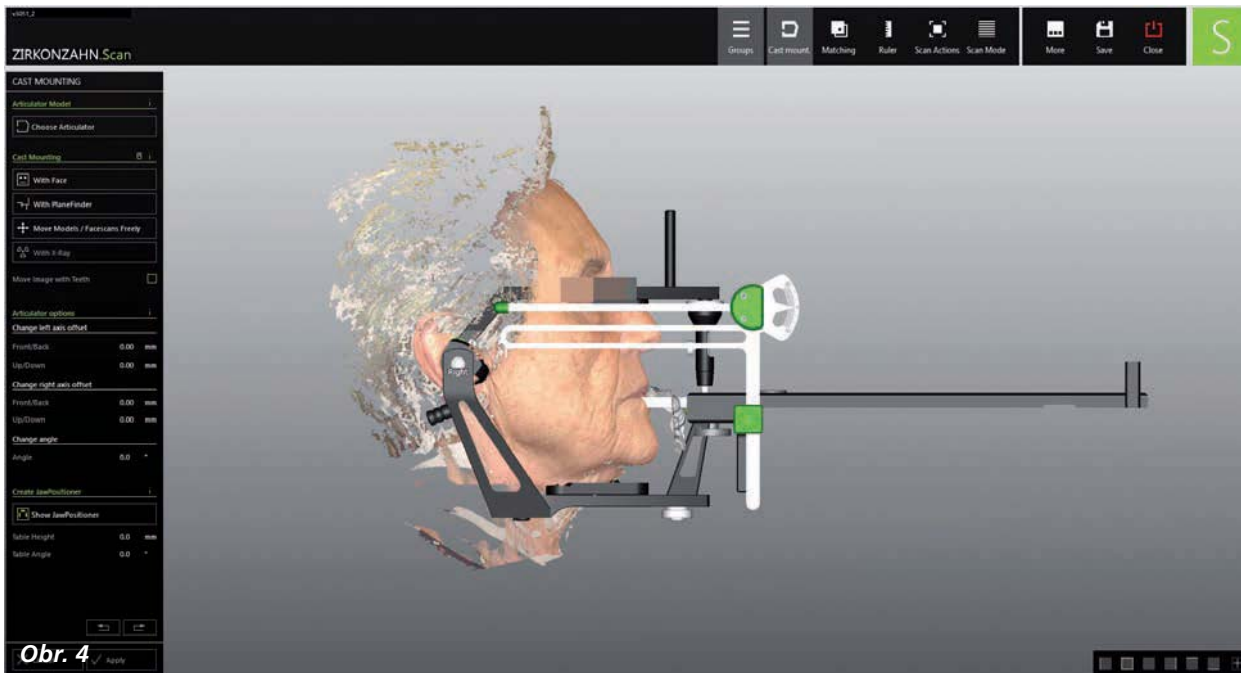 ZIRKONZAHN.Scan
Groups
Cast mount.
Matching
Ruler
Scan Actions
Scan Mode
More
Save
Close
S
CAST MOUNTING
Articulator Model i
Choose Articulator
Cast Mounting i
With Face
With PlaneFinder
Move Models / Facescans Freely
With X-Ray
Move Image with Teeth
Articulator options i
Change left axis offset
Front/Back 0.00 mm
Up/Down 0.00 mm
Change right axis offset
Front/Back 0.00 mm
Up/Down 0.00 mm
Change angle
Angle 0.0 °
Create JawPositioner i
Show JawPositioner
Table Height 0.0 mm
Table Angle 0.0 °
Apply
Obr. 4
Right